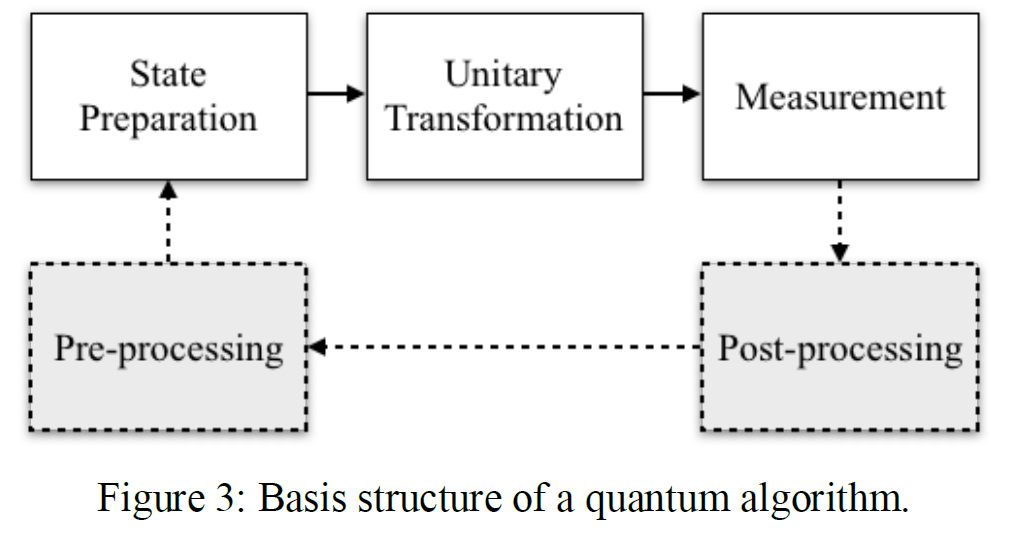 State
Preparation
Unitary
Transformation
Measurement
Pre-processing
Post-processing
Figure 3: Basis structure of a quantum algorithm.